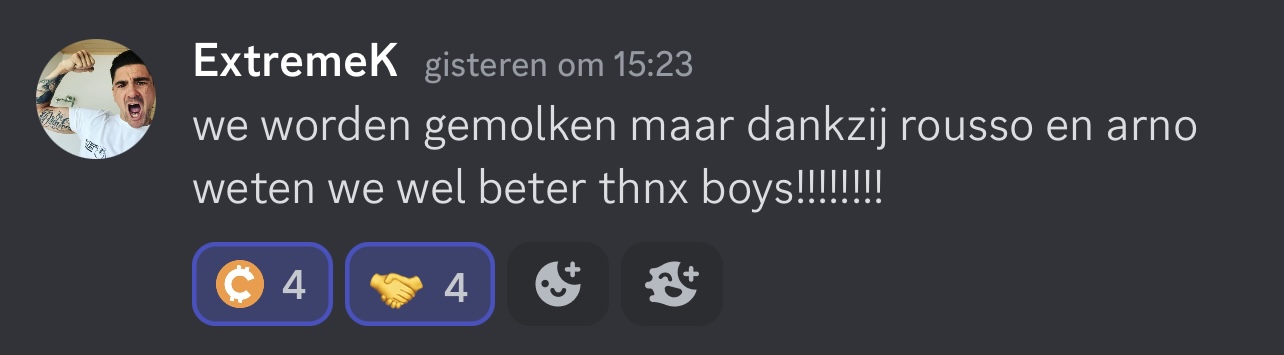 ExtremeK gisteren om 15:23
we worden gemolken maar dankzij rousso en arno
weten we wel beter thnx boys!!!!!!!!
4 4